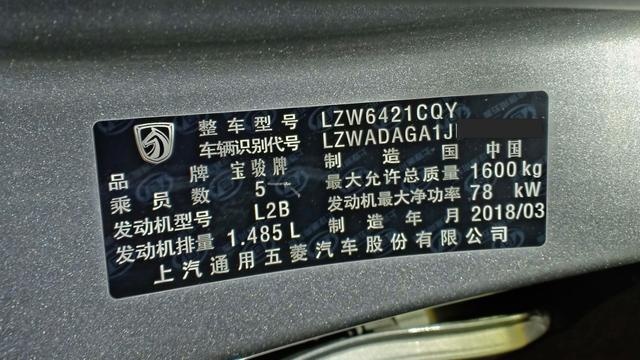 整车型号 LZW6421CQY
车辆识别代号 LZWADAGA1J
品牌 宝骏牌 制造国 中国
乘员数 5 最大允许总质量 1600kg
发动机型号 L2B 发动机最大净功率 78 kW
发动机排量 1.485L 制造年月 2018/03
上汽通用五菱汽车股份有限公司